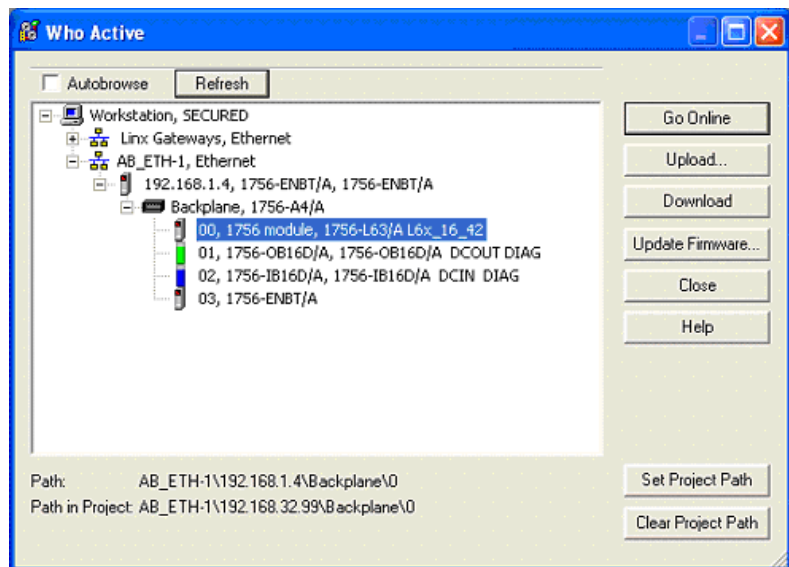 Who Active
Autobrowse Refresh
Workstation, SECURED
Linx Gateways, Ethernet
AB_ETH-1, Ethernet
192.168.1.4, 1756-ENBT/A, 1756-ENBT/A
Backplane, 1756-A4/A
00, 1756 module, 1756-L63/A L6x_16_42
01, 1756-OB16D/A, 1756-OB16D/A DCOUT DIAG
02, 1756-IB16D/A, 1756-IB16D/A DCIN DIAG
03, 1756-ENBT/A
Go Online
Upload...
Download
Update Firmware...
Close
Help
Path: AB_ETH-1\192.168.1.4\Backplane\0
Path in Project: AB_ETH-1\192.168.32.99\Backplane\0
Set Project Path
Clear Project Path